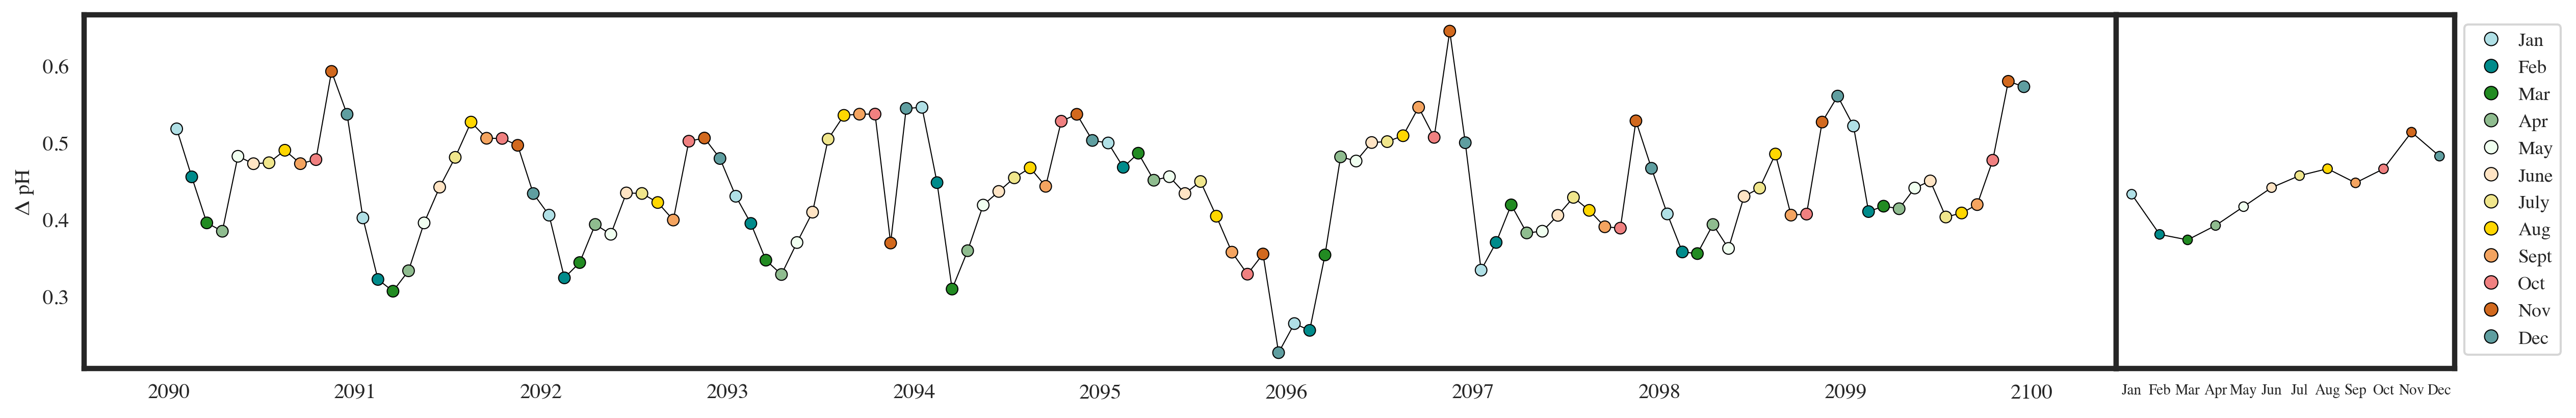 Δ pH
0.6
0.5
0.4
0.3
2090 2091 2092 2093 2094 2095 2096 2097 2098 2099 2100
Jan Feb Mar Apr May Jun Jul Aug Sep Oct Nov Dec
Jan
Feb
Mar
Apr
May
June
July
Aug
Sept
Oct
Nov
Dec